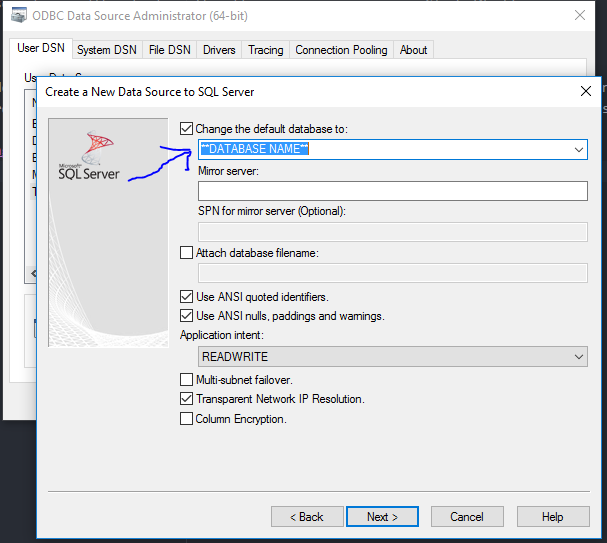 ODBC Data Source Administrator (64-bit)
User DSN System DSN File DSN Drivers Tracing Connection Pooling About
Create a New Data Source to SQL Server
Microsoft
SQL Server
Change the default database to:
**DATABASE NAME**
Mirror server:
SPN for mirror server (Optional):
Attach database filename:
Use ANSI quoted identifiers.
Use ANSI nulls, paddings and warnings.
Application intent:
READWRITE
Multi-subnet failover.
Transparent Network IP Resolution.
Column Encryption.
< Back Next > Cancel Help